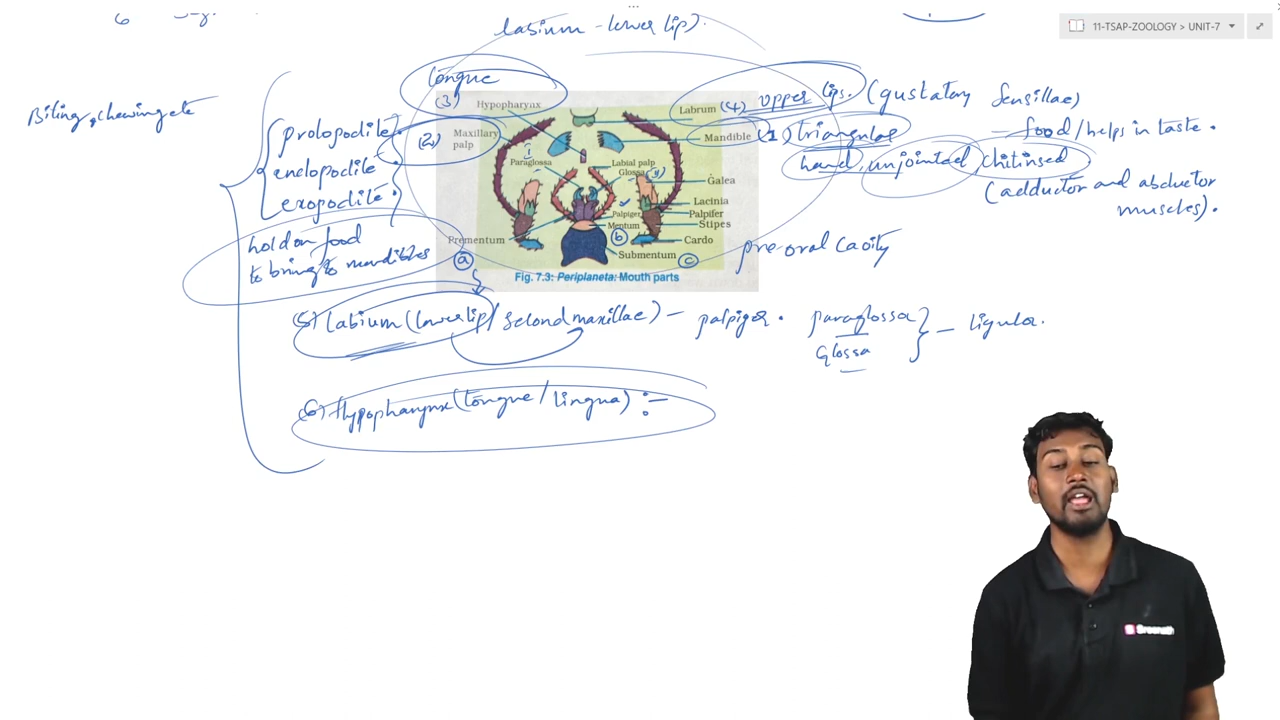 labium - lower lip).
11-TSAP-ZOOLOGY > UNIT-7
Biting, chewing etc
tongue
(3)
Hypopharynx
Labrum
(4) upper lips. (gustatory Sensillae)
food/helps in taste.
protopodite
endopodite
exopodite
(2)
Maxillary
palp
Mandible
(1) triangular
hard, unjointed, chitinsed
(adductor and abductor
muscles).
Paraglossa
Labial palp
Glossa
Galea
Lacinia
Palpiger
Palpifer
Mentum
Stipes
Prementum
Cardo
Submentum
(a)
(b)
(c)
hold on food
to bring to mandibles
pre oral cavity
Fig. 7.3: Periplaneta: Mouth parts
(5) Labium (lower lip / second maxillae) - palpiger. paraglossa
Glossa
} - ligula.
(6) Hypopharynx (tongue / lingua) :-
Sreenath